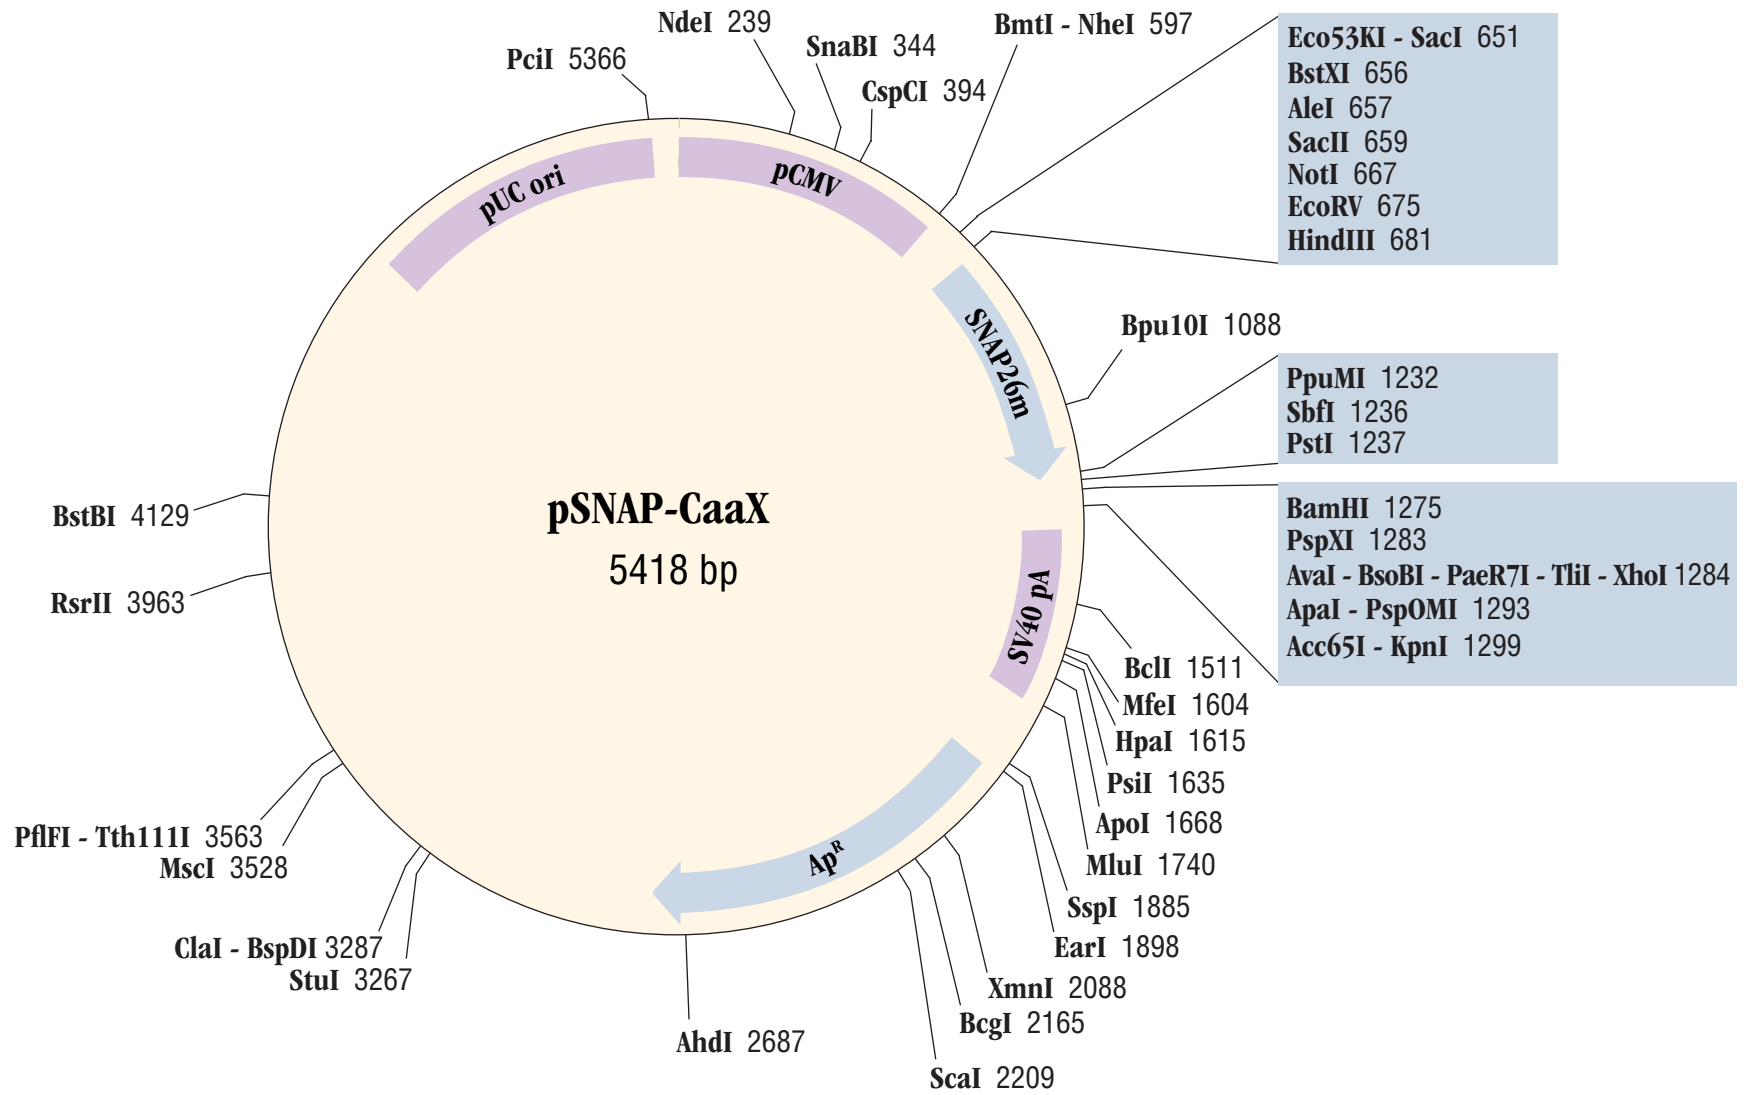 NdeI 239
SnaBI 344
CspCI 394
BmtI - NheI 597
Eco53KI - SacI 651
BstXI 656
AleI 657
SacII 659
NotI 667
EcoRV 675
HindIII 681
Bpu10I 1088
PpuMI 1232
SbfI 1236
PstI 1237
BamHI 1275
PspXI 1283
AvaI - BsoBI - PaeR7I - TliI - XhoI 1284
ApaI - PspOMI 1293
Acc65I - KpnI 1299
BclI 1511
MfeI 1604
HpaI 1615
PsiI 1635
ApoI 1668
MluI 1740
SspI 1885
EarI 1898
XmnI 2088
BcgI 2165
ScaI 2209
AhdI 2687
StuI 3267
ClaI - BspDI 3287
MscI 3528
PflFI - Tth111I 3563
RsrII 3963
BstBI 4129
PciI 5366
pUC ori
pCMV
SNAP26m
SV40 pA
Ap^R
pSNAP-CaaX
5418 bp